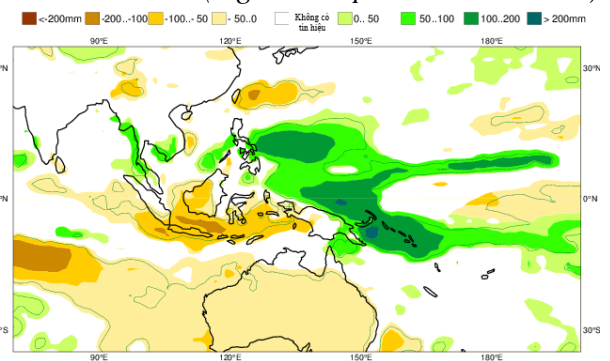 <-200mm -200..-100 -100..- 50 - 50..0 Không có tín hiệu 0.. 50 50..100 100..200 > 200mm
90°E 120°E 150°E 180°E
30°N
0°N
30°S
90°E 120°E 150°E 180°E